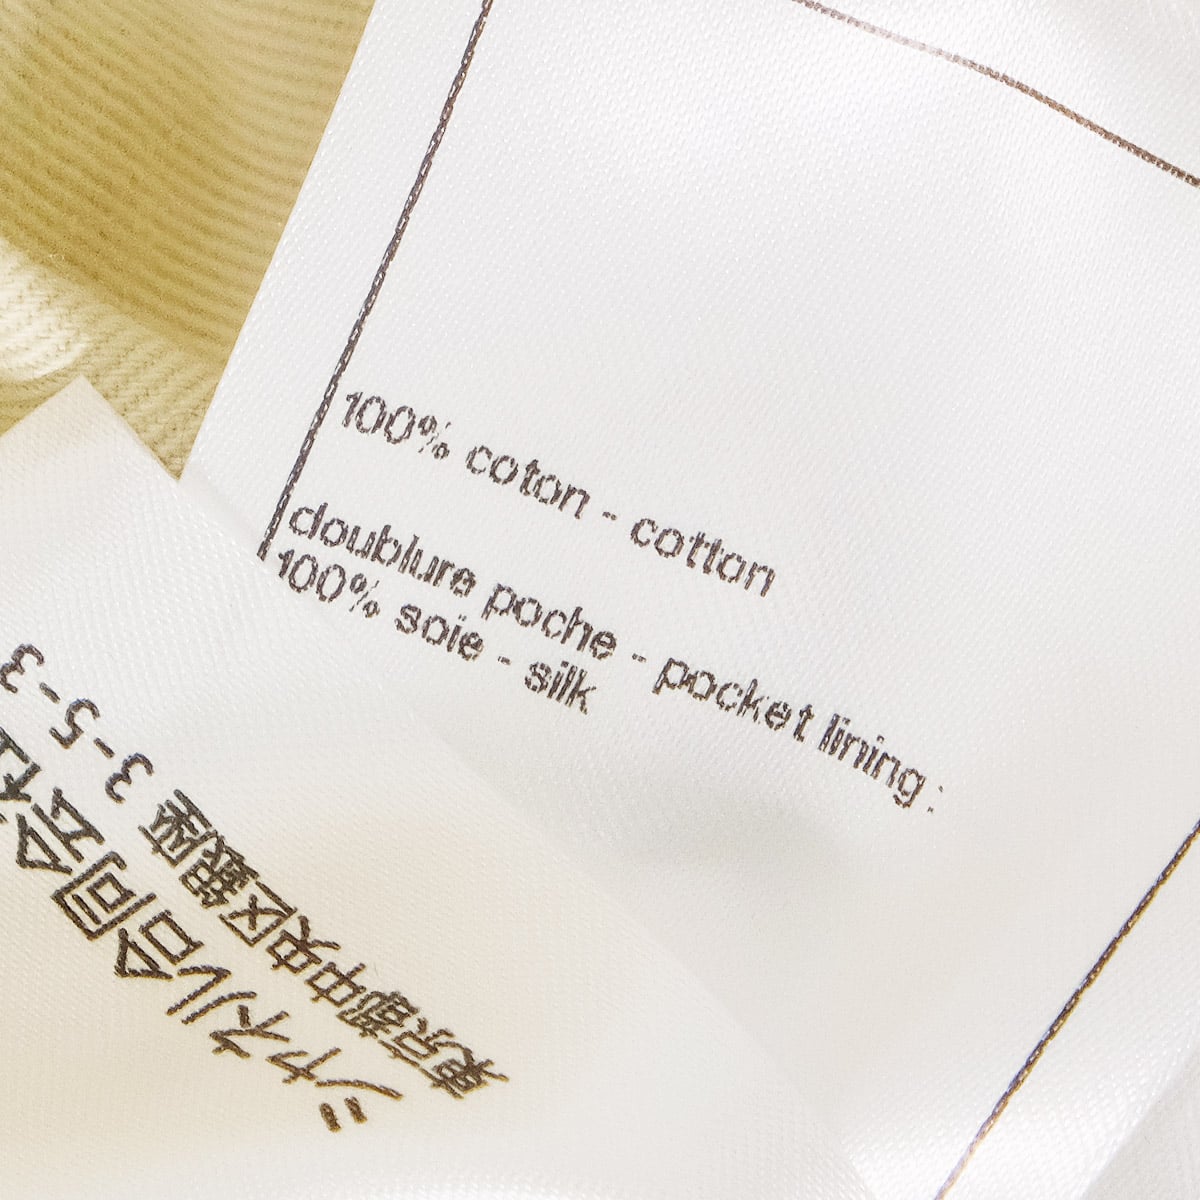 100% coton - cotton
doublure poche - pocket lining :
100% soie - silk
シャネル合同会社
東京都中央区銀座 3-5-3